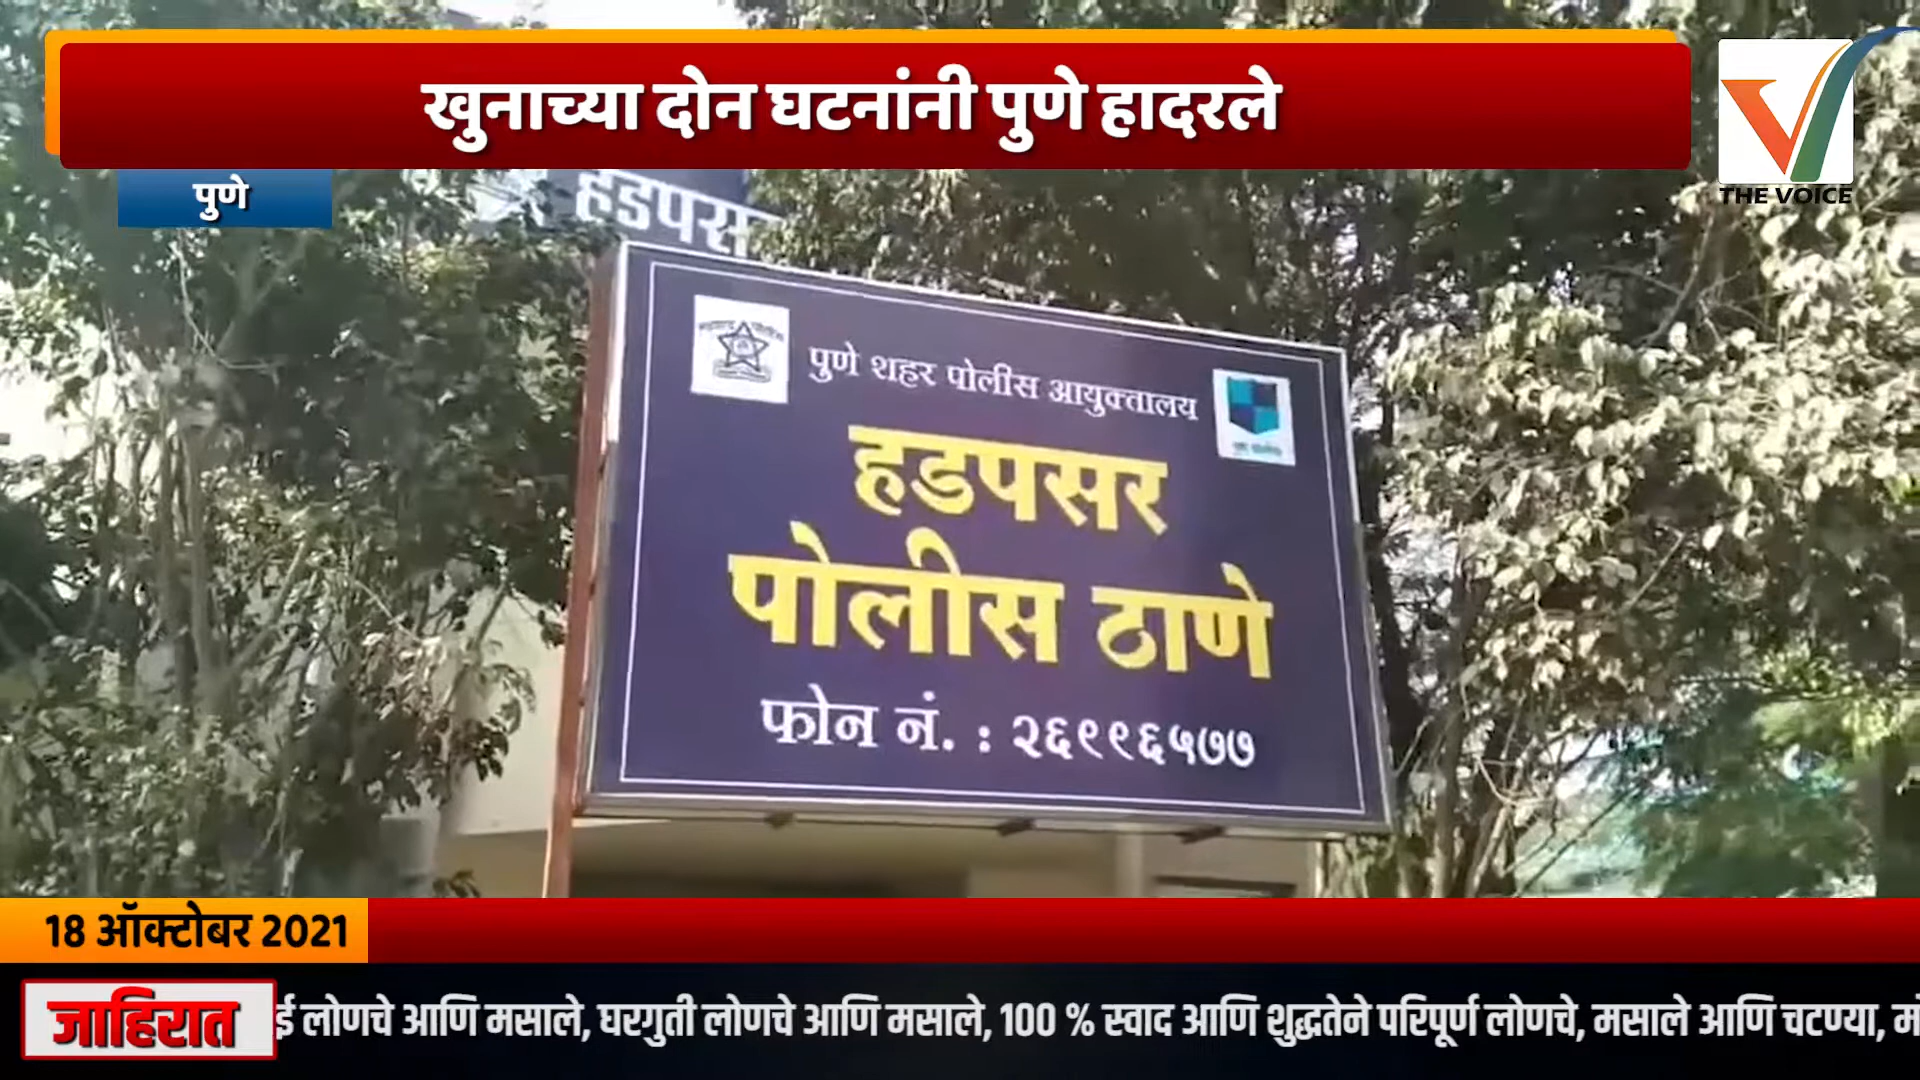 खुनाच्या दोन घटनांनी पुणे हादरले
THE VOICE
पुणे
हडपस
पुणे शहर पोलीस आयुक्तालय
हडपसर
पोलीस ठाणे
फोन नं. : २६९९६५७७
18 ऑक्टोबर 2021
जाहिरात
ई लोणचे आणि मसाले, घरगुती लोणचे आणि मसाले, 100 % स्वाद आणि शुद्धतेने परिपूर्ण लोणचे, मसाले आणि चटण्या,